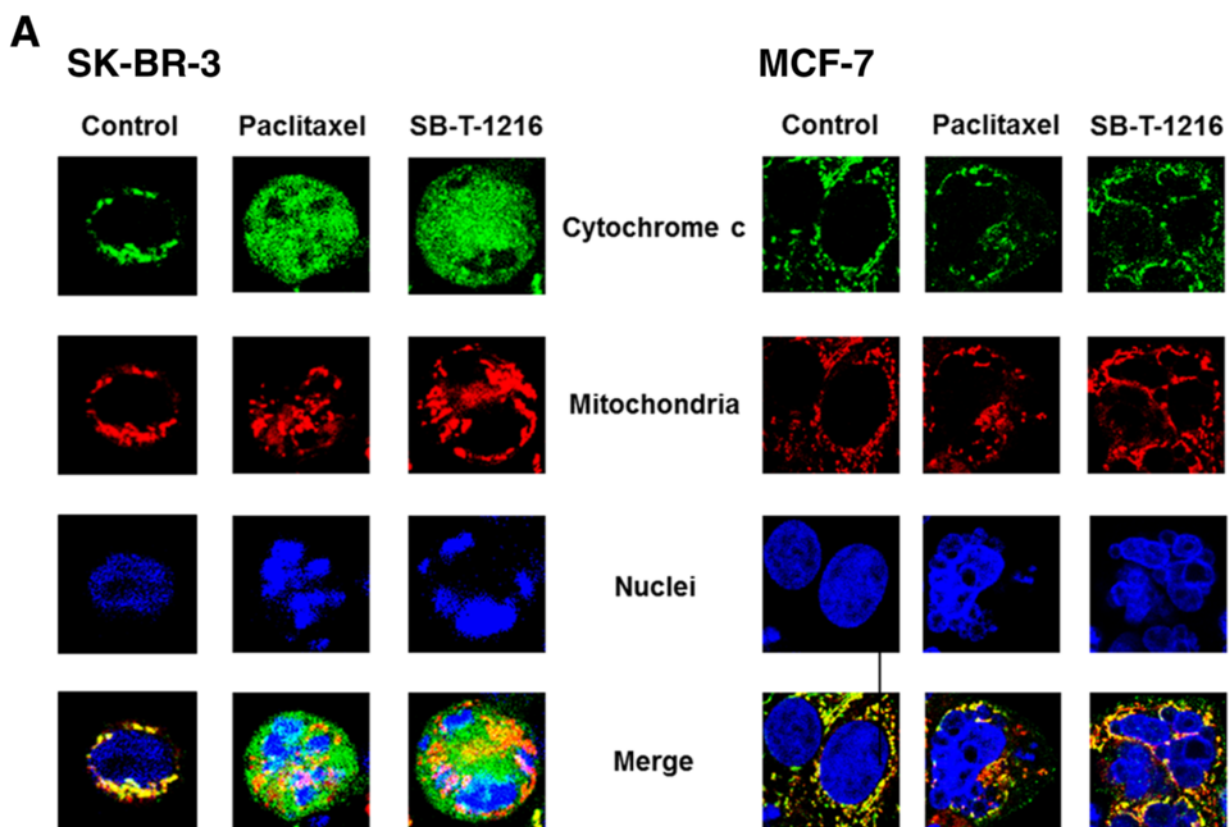 A
SK-BR-3
MCF-7
Control Paclitaxel SB-T-1216
Control Paclitaxel SB-T-1216
Cytochrome c
Mitochondria
Nuclei
Merge